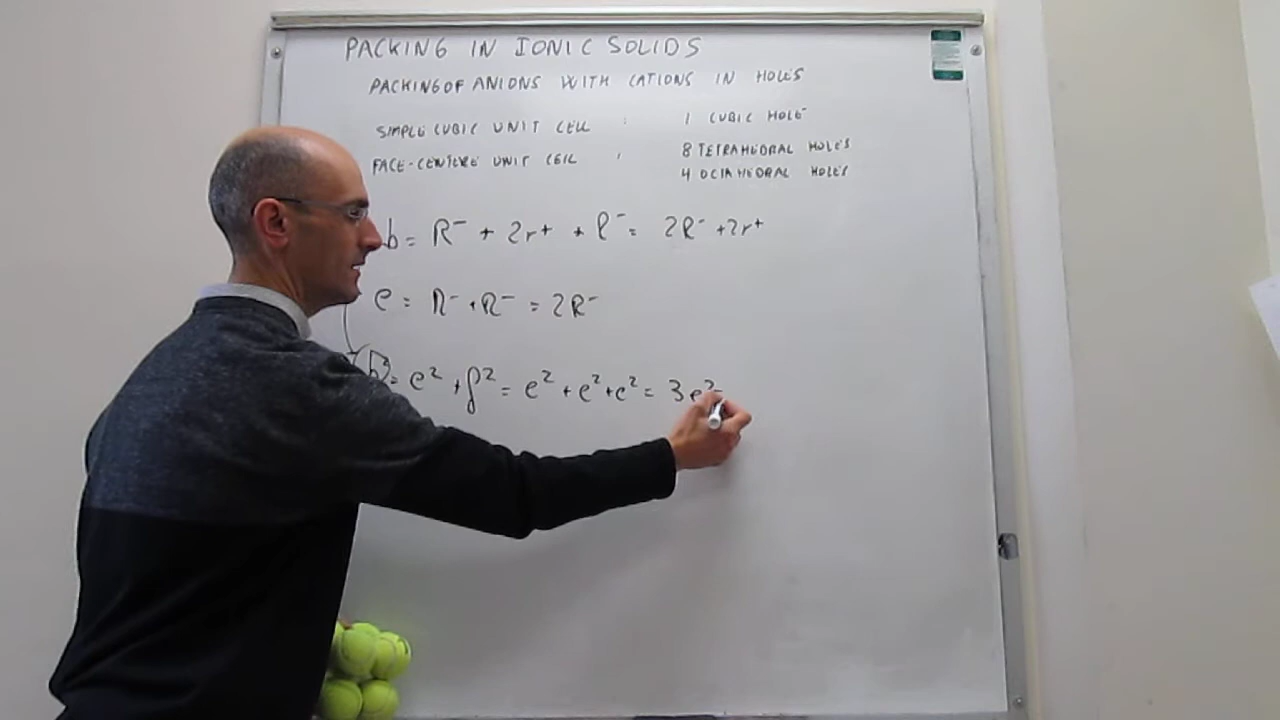 PACKING IN IONIC SOLIDS
PACKING OF ANIONS WITH CATIONS IN HOLES
SIMPLE CUBIC UNIT CELL : 1 CUBIC HOLE
FACE-CENTURE UNIT CELL , 8 TETRAHEDRAL HOLES
4 OCTAHEDRAL HOLES
b = R⁻ + 2r⁺ + R⁻ = 2R⁻ + 2r⁺
e = R⁻ + R⁻ = 2R⁻
b² = e² + f² = e² + e² + e² = 3e²